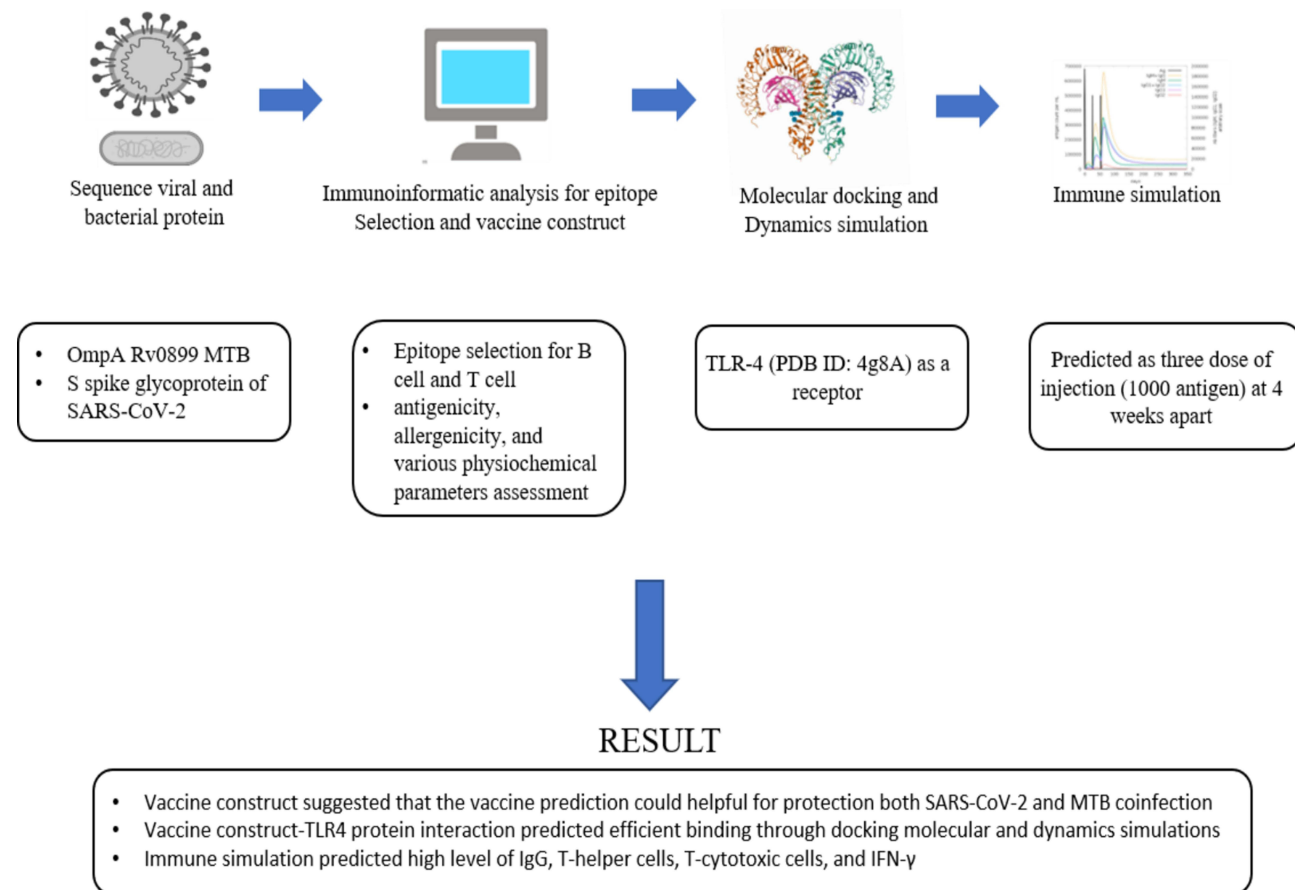 Sequence viral and
bacterial protein
Immunoinformatic analysis for epitope
Selection and vaccine construct
Molecular docking and
Dynamics simulation
Immune simulation
• OmpA Rv0899 MTB
• S spike glycoprotein of
SARS-CoV-2
• Epitope selection for B
cell and T cell
• antigenicity,
allergenicity, and
various physiochemical
parameters assessment
TLR-4 (PDB ID: 4g8A) as a
receptor
Predicted as three dose of
injection (1000 antigen) at 4
weeks apart
RESULT
• Vaccine construct suggested that the vaccine prediction could helpful for protection both SARS-CoV-2 and MTB coinfection
• Vaccine construct-TLR4 protein interaction predicted efficient binding through docking molecular and dynamics simulations
• Immune simulation predicted high level of IgG, T-helper cells, T-cytotoxic cells, and IFN-γ